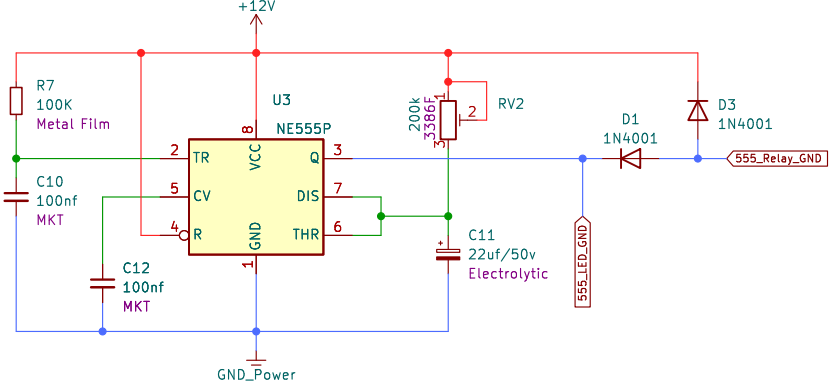 +12V
R7
100K
Metal Film
U3
NE555P
200k
3386F
RV2
1
2
3
D1
1N4001
D3
1N4001
555_Relay_GND
555_LED_GND
8
VCC
2
TR
Q
3
5
CV
DIS
7
4
R
THR
6
GND
1
C10
100nf
MKT
C12
100nf
MKT
+
C11
22uf/50v
Electrolytic
GND_Power